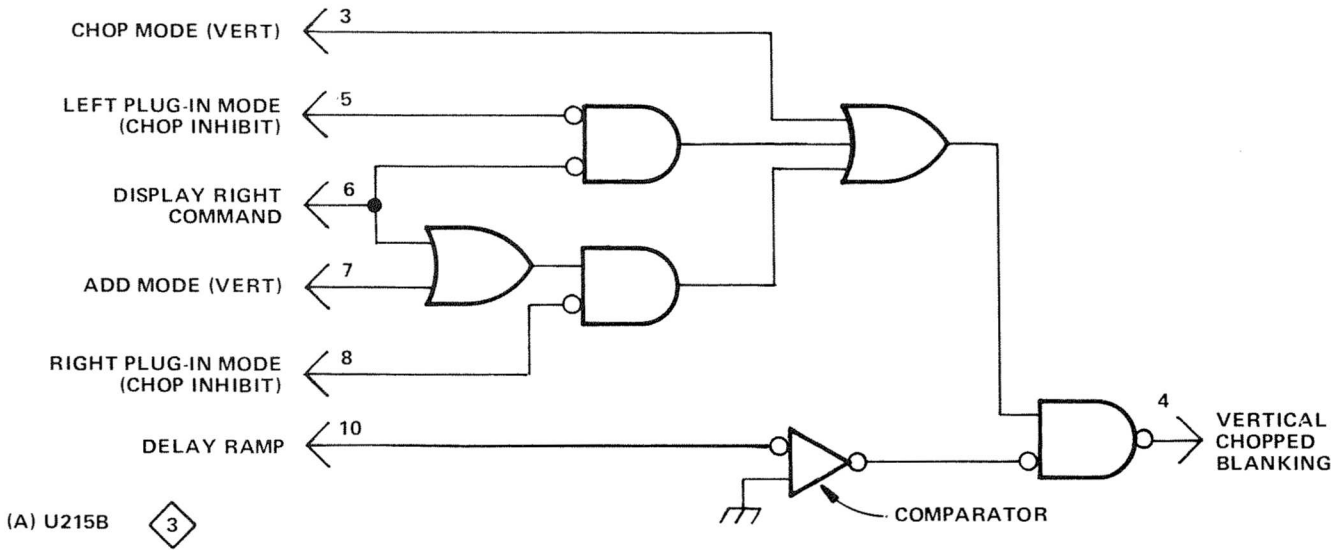 CHOP MODE (VERT)
3
LEFT PLUG-IN MODE
(CHOP INHIBIT)
5
DISPLAY RIGHT
COMMAND
6
ADD MODE (VERT)
7
RIGHT PLUG-IN MODE
(CHOP INHIBIT)
8
DELAY RAMP
10
4
VERTICAL
CHOPPED
BLANKING
COMPARATOR
(A) U215B
3